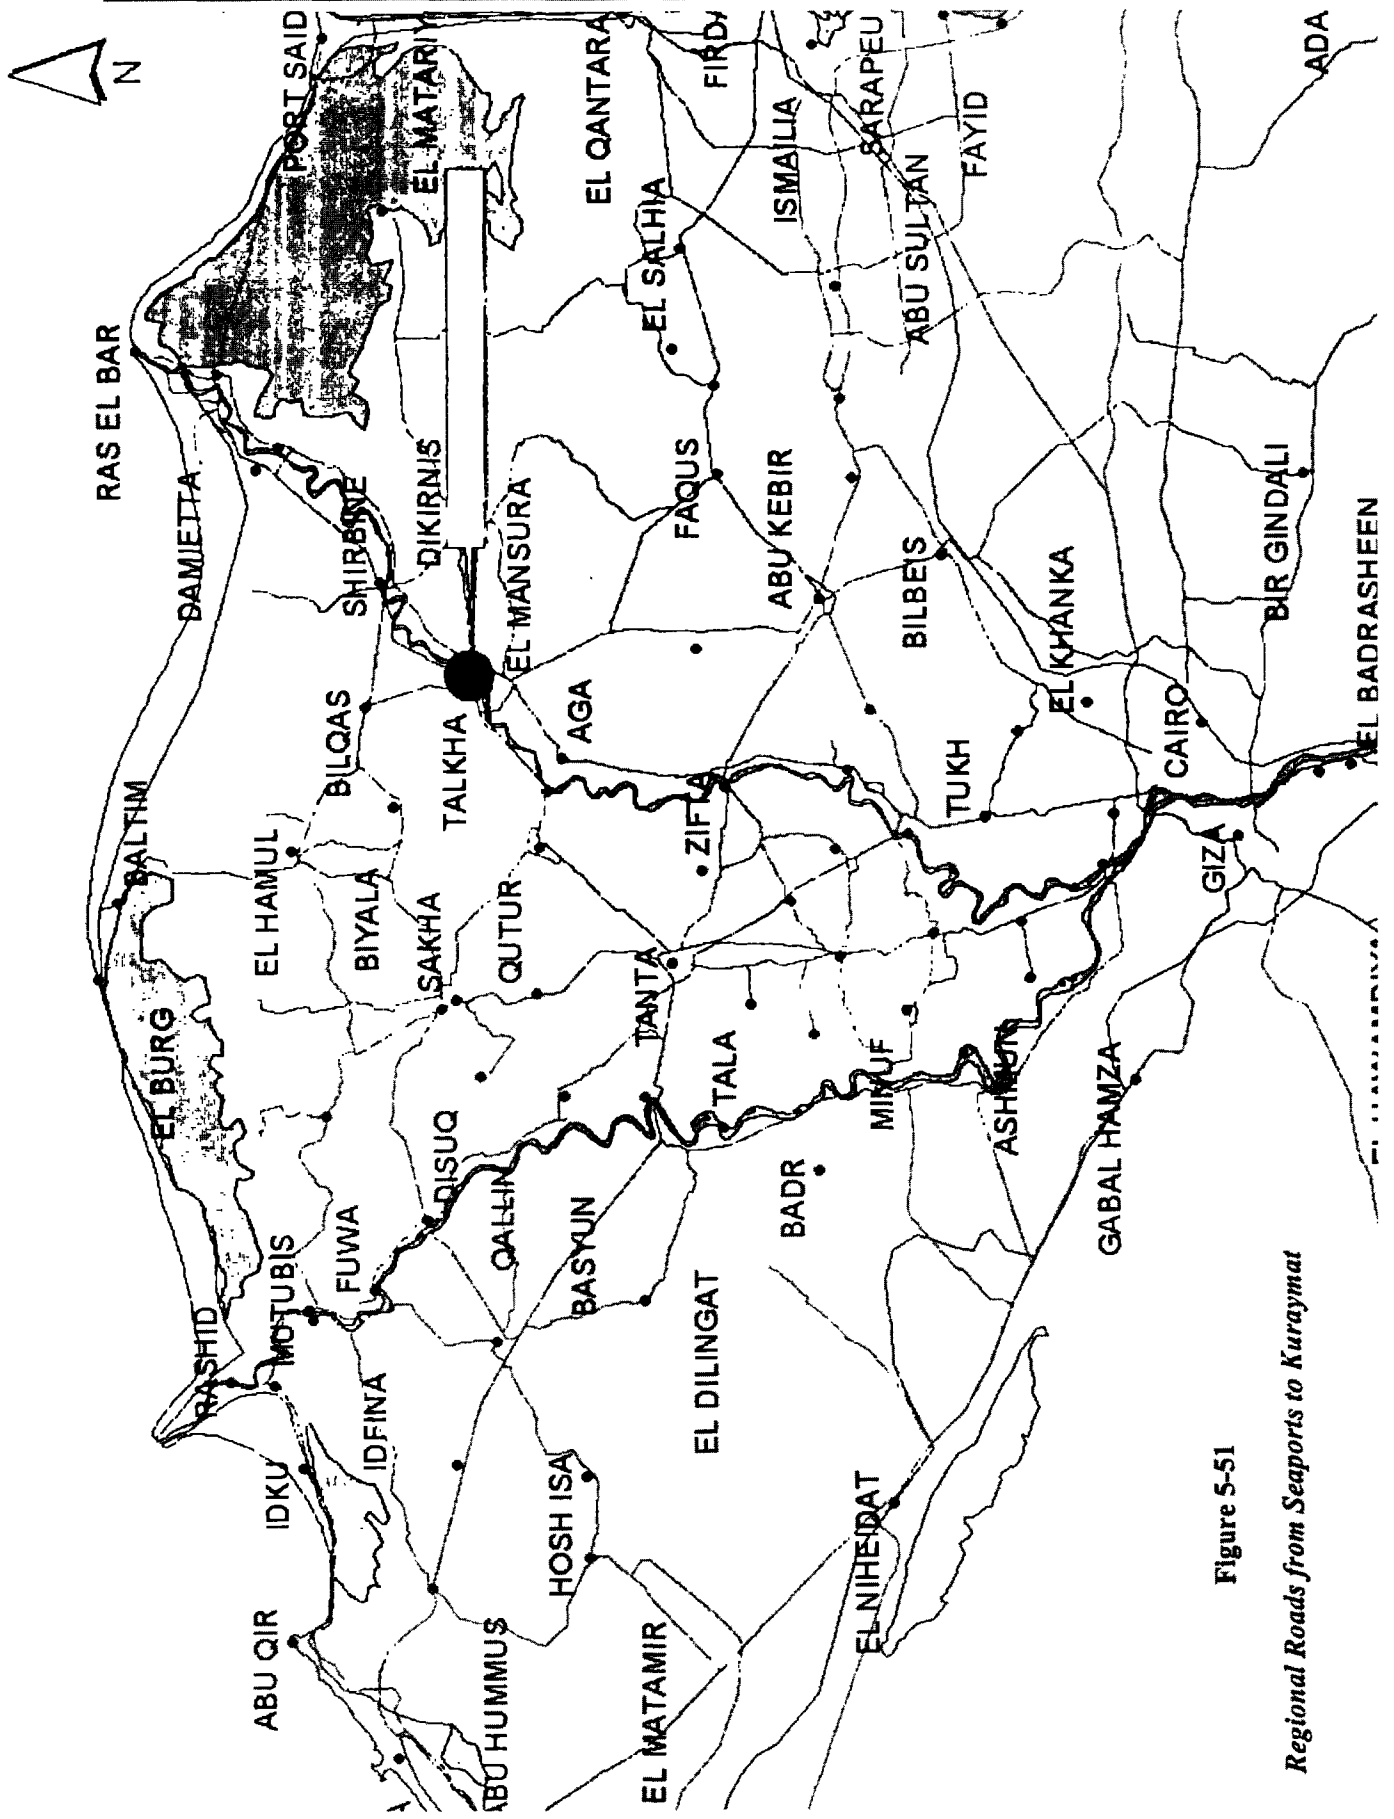 N
RAS EL BAR
BALTIM
EL BURG
DAMIETTA
RASHID
ABU QIR
EL HAMUL
IDKU
MUTUBIS
PORT SAID
BILQAS
FUWA
SHIRBINE
BIYALA
IDFINA
EL MATARIY
SAKHA
DIKIRNIS
DISUQ
TALKHA
ABU HUMMUS
QALLIN
QUTUR
EL MANSURA
HOSH ISA
AGA
BASYUN
EL QANTARA
TANTA
EL MATAMIR
EL SALHIA
FAQUS
ZIFTA
EL DILINGAT
TALA
ABU KEBIR
ISMAILIA
BADR
EL NIHEIDAT
SARAPEU
MINUF
BILBEIS
ABU SULTAN
TUKH
FAYID
ASHMUN
EL KHANKA
GABAL HAMZA
CAIRO
GIZA
BIR GINDALI
ADA
EL BADRASHEEN
Figure 5-51
Regional Roads from Seaports to Kuraymat